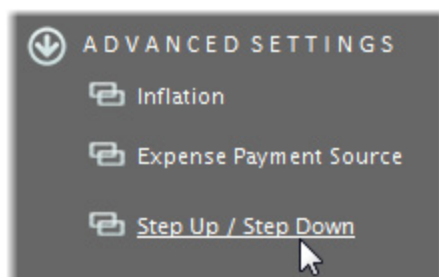 ADVANCED SETTINGS
Inflation
Expense Payment Source
Step Up / Step Down